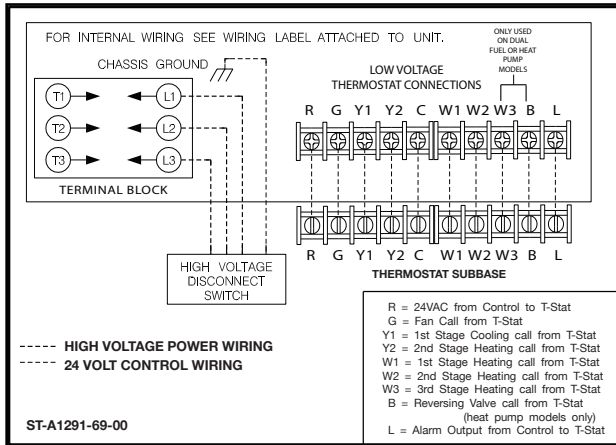 FOR INTERNAL WIRING SEE WIRING LABEL ATTACHED TO UNIT.
CHASSIS GROUND
ONLY USED
ON DUAL
FUEL OR HEAT
PUMP
MODELS
LOW VOLTAGE
THERMOSTAT CONNECTIONS
T1 L1
T2 L2
T3 L3
TERMINAL BLOCK
R G Y1 Y2 C W1 W2 W3 B L
R G Y1 Y2 C W1 W2 W3 B L
THERMOSTAT SUBBASE
HIGH VOLTAGE
DISCONNECT
SWITCH
HIGH VOLTAGE POWER WIRING
24 VOLT CONTROL WIRING
R = 24VAC from Control to T-Stat
G = Fan Call from T-Stat
Y1 = 1st Stage Cooling call from T-Stat
Y2 = 2nd Stage Heating call from T-Stat
W1 = 1st Stage Heating call from T-Stat
W2 = 2nd Stage Heating call from T-Stat
W3 = 3rd Stage Heating call from T-Stat
B = Reversing Valve call from T-Stat
(heat pump models only)
L = Alarm Output from Control to T-Stat
ST-A1291-69-00